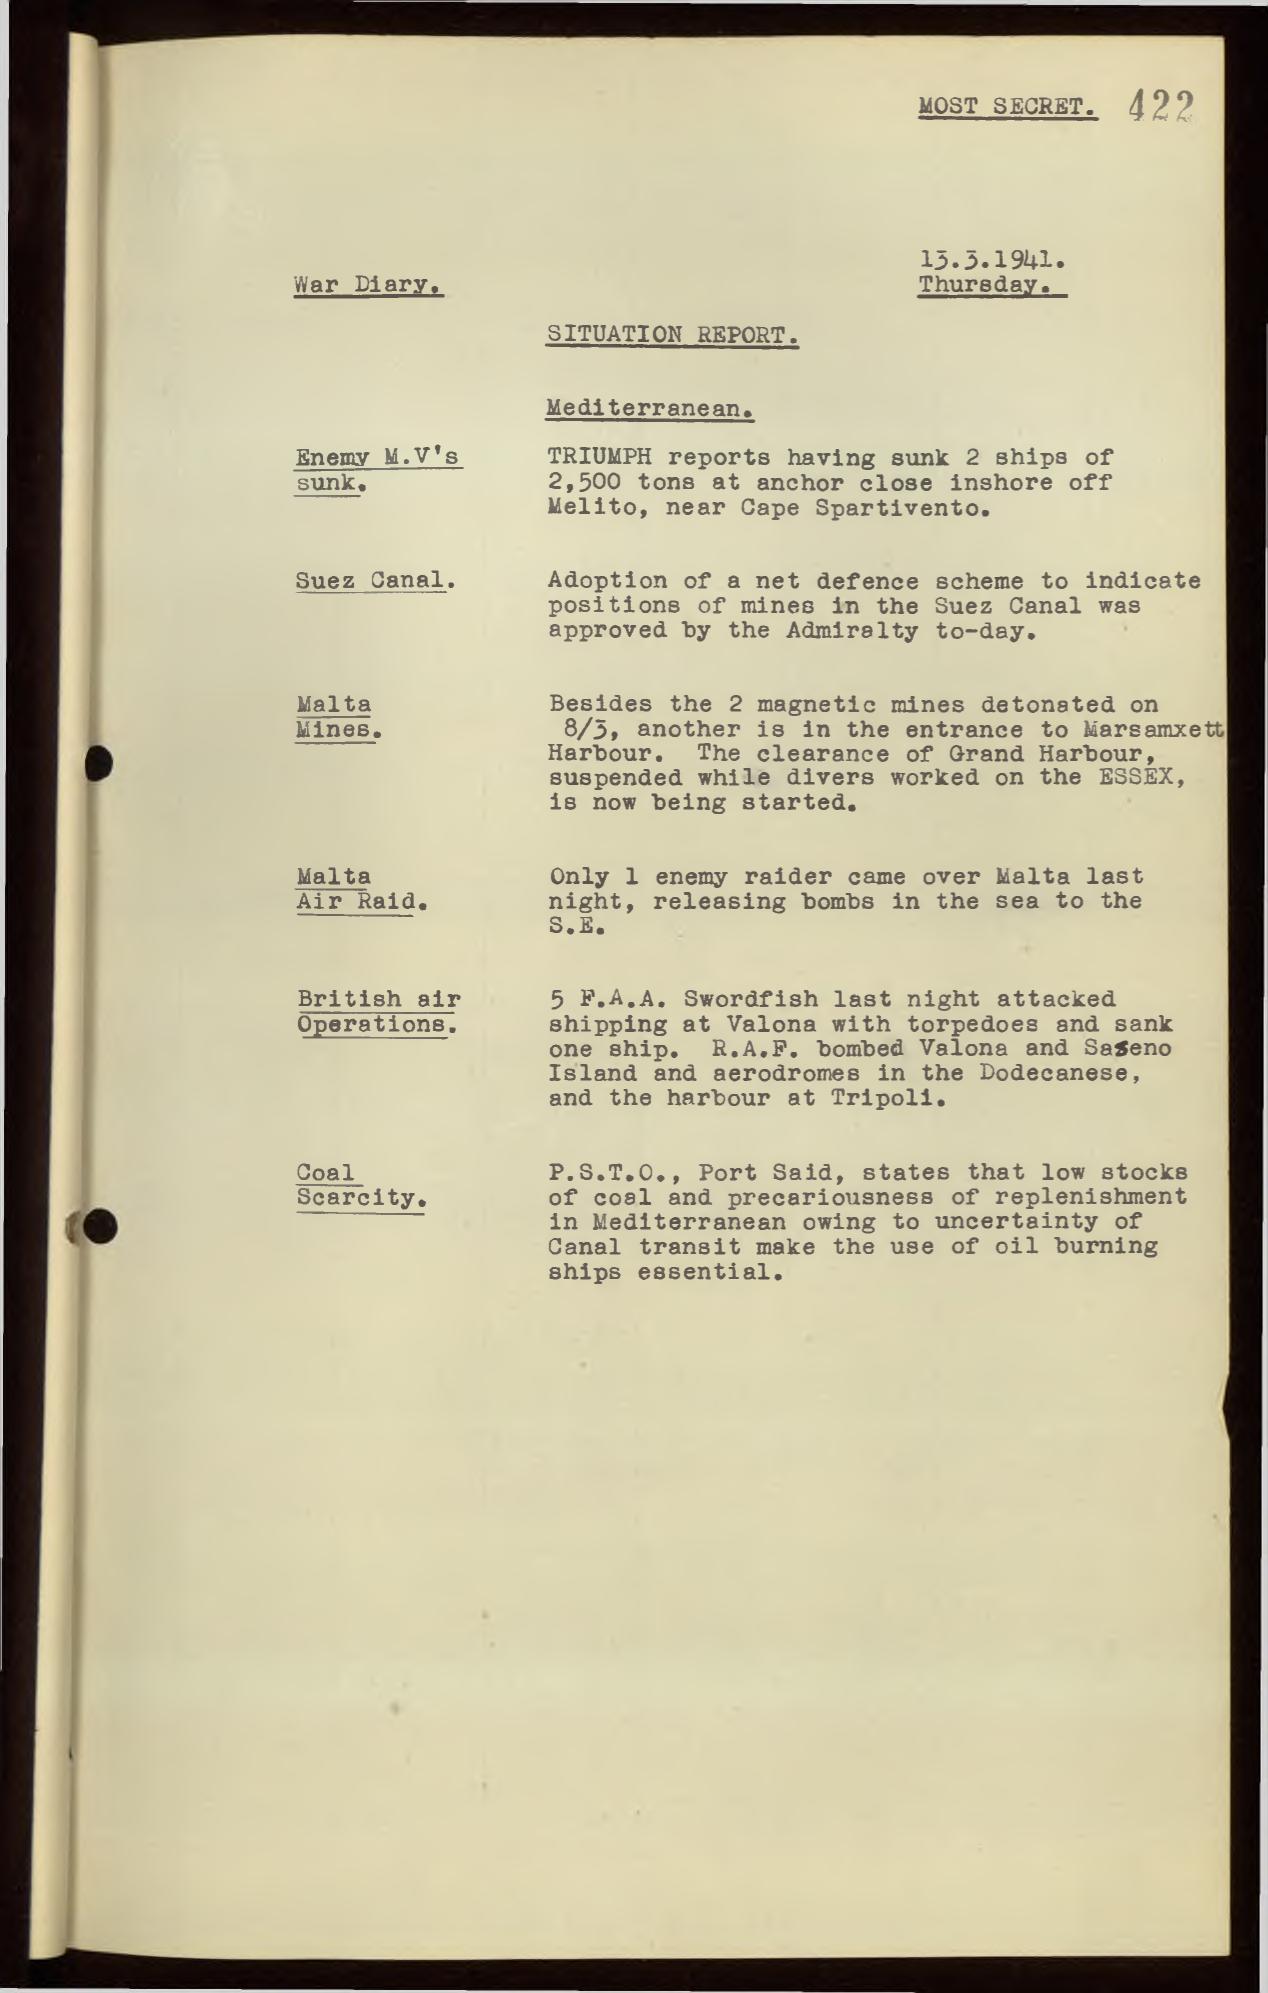 MOST SECRET. 422
13.3.1941.
War Diary.
Thursday.
SITUATION REPORT.
Mediterranean.
Enemy M.V's
sunk.
TRIUMPH reports having sunk 2 ships of
2,500 tons at anchor close inshore off
Melito, near Cape Spartivento.
Suez Canal.
Adoption of a net defence scheme to indicate
positions of mines in the Suez Canal was
approved by the Admiralty to-day.
Malta
Mines.
Besides the 2 magnetic mines detonated on
8/3, another is in the entrance to Marsamxett
Harbour. The clearance of Grand Harbour,
suspended while divers worked on the ESSEX,
is now being started.
Malta
Air Raid.
Only 1 enemy raider came over Malta last
night, releasing bombs in the sea to the
S.E.
British air
Operations.
5 F.A.A. Swordfish last night attacked
shipping at Valona with torpedoes and sank
one ship. R.A.F. bombed Valona and Saseno
Island and aerodromes in the Dodecanese,
and the harbour at Tripoli.
Coal
Scarcity.
P.S.T.O., Port Said, states that low stocks
of coal and precariousness of replenishment
in Mediterranean owing to uncertainty of
Canal transit make the use of oil burning
ships essential.